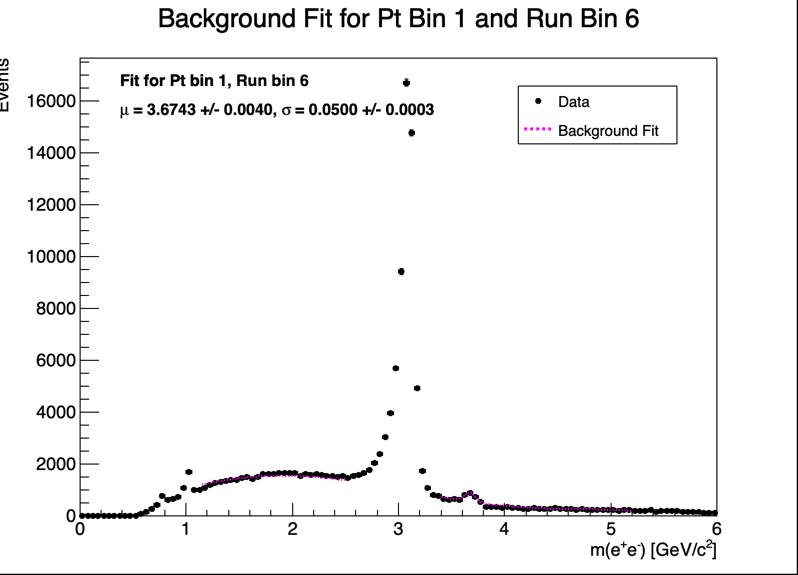 Background Fit for Pt Bin 1 and Run Bin 6
Events
Fit for Pt bin 1, Run bin 6
μ = 3.6743 +/- 0.0040, σ = 0.0500 +/- 0.0003
Data
Background Fit
16000
14000
12000
10000
8000
6000
4000
2000
0
0 1 2 3 4 5 6
m(e⁺e⁻) [GeV/c²]